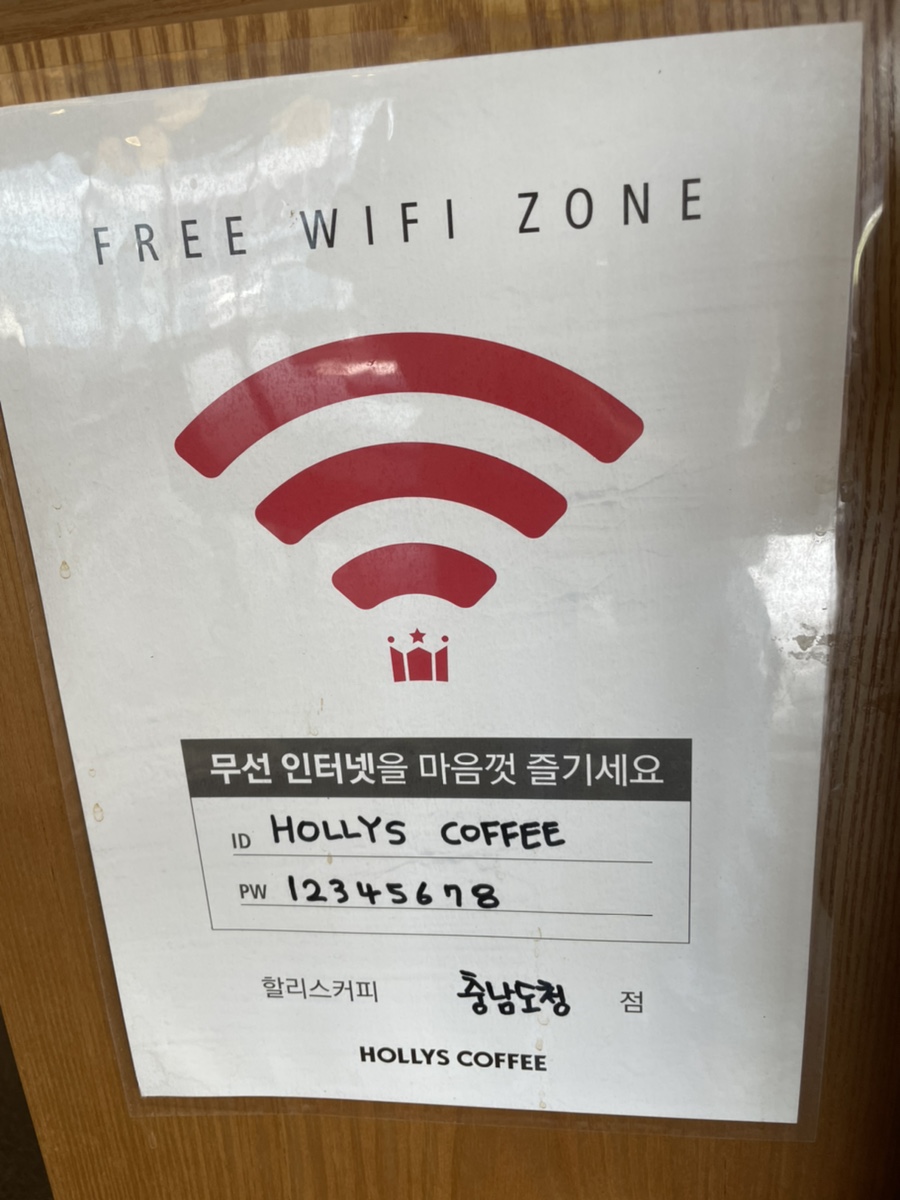 FREE WIFI ZONE
무선 인터넷을 마음껏 즐기세요
ID HOLLYS COFFEE
PW 12345678
할리스커피 충남도청 점
HOLLYS COFFEE